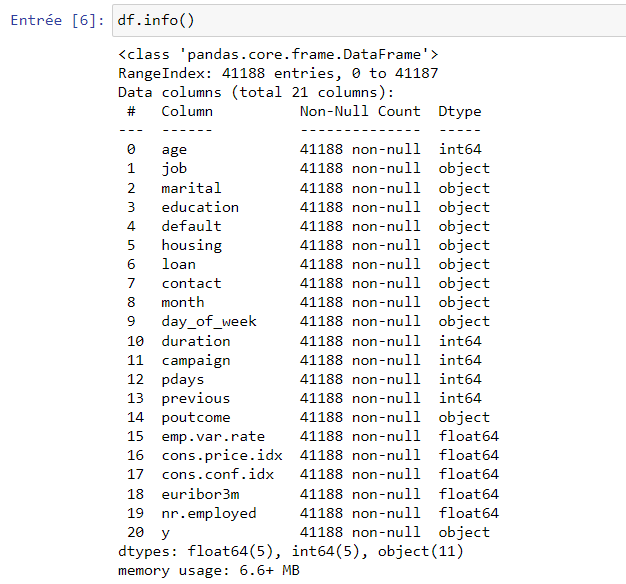 Entrée [6]: df.info()
<class 'pandas.core.frame.DataFrame'>
RangeIndex: 41188 entries, 0 to 41187
Data columns (total 21 columns):
 #   Column          Non-Null Count  Dtype
---  ------          --------------  -----
 0   age             41188 non-null  int64
 1   job             41188 non-null  object
 2   marital         41188 non-null  object
 3   education       41188 non-null  object
 4   default         41188 non-null  object
 5   housing         41188 non-null  object
 6   loan            41188 non-null  object
 7   contact         41188 non-null  object
 8   month           41188 non-null  object
 9   day_of_week     41188 non-null  object
 10  duration        41188 non-null  int64
 11  campaign        41188 non-null  int64
 12  pdays           41188 non-null  int64
 13  previous        41188 non-null  int64
 14  poutcome        41188 non-null  object
 15  emp.var.rate    41188 non-null  float64
 16  cons.price.idx  41188 non-null  float64
 17  cons.conf.idx   41188 non-null  float64
 18  euribor3m       41188 non-null  float64
 19  nr.employed     41188 non-null  float64
 20  y               41188 non-null  object
dtypes: float64(5), int64(5), object(11)
memory usage: 6.6+ MB